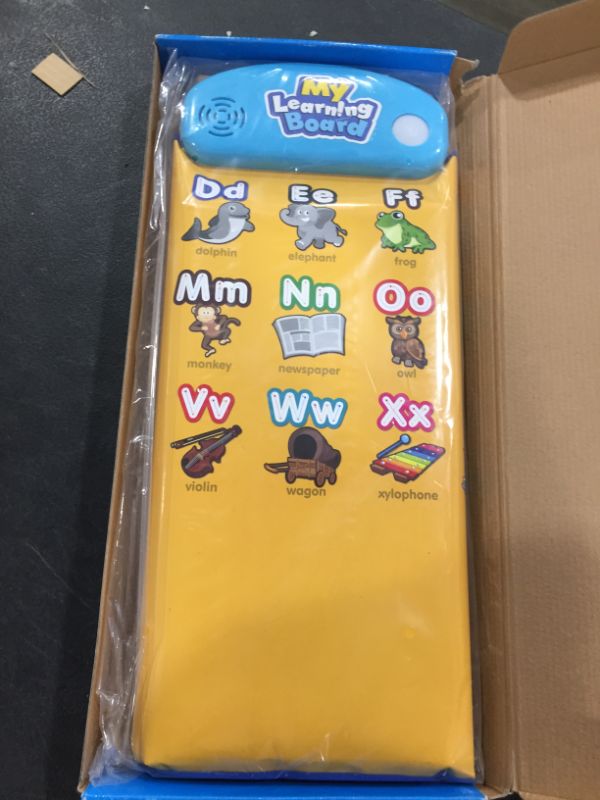 My
Learning
Board
Dd Ee Ff
dolphin elephant frog
Mm Nn Oo
monkey newspaper owl
Vv Ww Xx
violin wagon xylophone